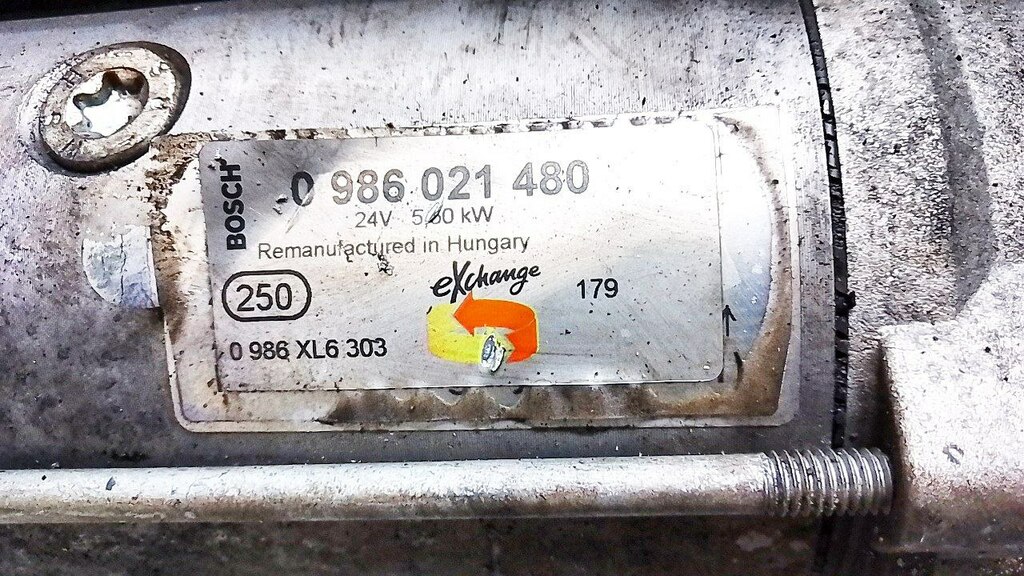 BOSCH
0 986 021 480
24V 5,60 kW
Remanufactured in Hungary
eXchange
250
179
0 986 XL6 303